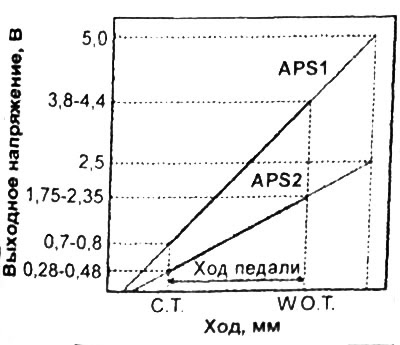 Выходное напряжение, В
5,0
3,8-4,4
2,5
1,75-2,35
0,7-0,8
0,28-0,48
APS1
APS2
Ход педали
C.T.
W.O.T.
Ход, мм